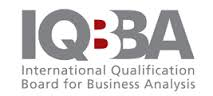 IQBBA
International Qualification
Board for Business Analysis